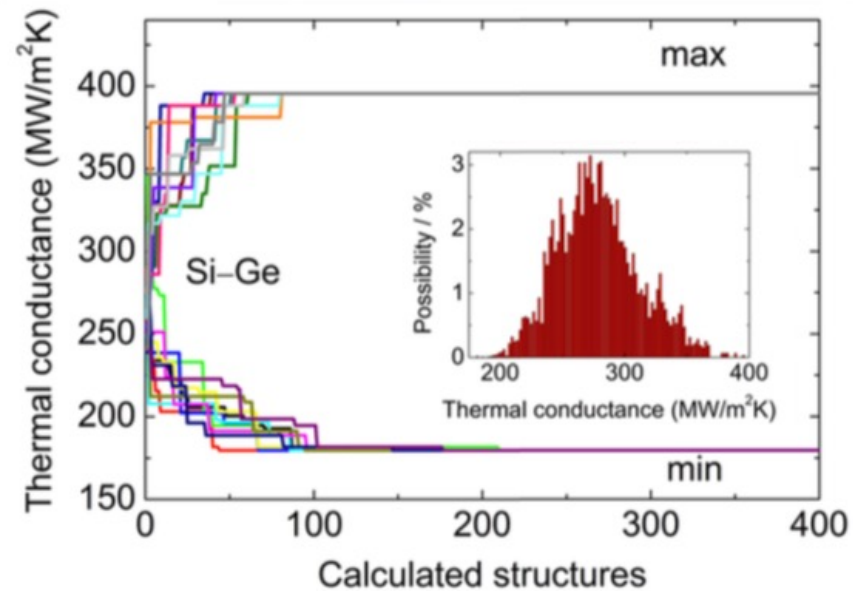 Thermal conductance (MW/m²K)
400
350
300
250
200
150
max
Si–Ge
min
Possibility / %
3
2
1
0
200 300 400
Thermal conductance (MW/m²K)
0 100 200 300 400
Calculated structures